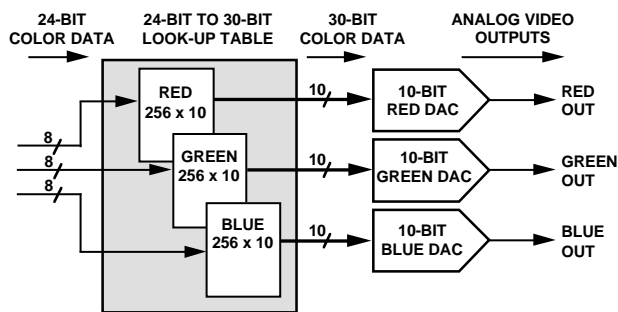 24-BIT
COLOR DATA
24-BIT TO 30-BIT
LOOK-UP TABLE
30-BIT
COLOR DATA
ANALOG VIDEO
OUTPUTS
RED
256 x 10
10
10-BIT
RED DAC
RED
OUT
8
8
8
GREEN
256 x 10
10
10-BIT
GREEN DAC
GREEN
OUT
BLUE
256 x 10
10
10-BIT
BLUE DAC
BLUE
OUT